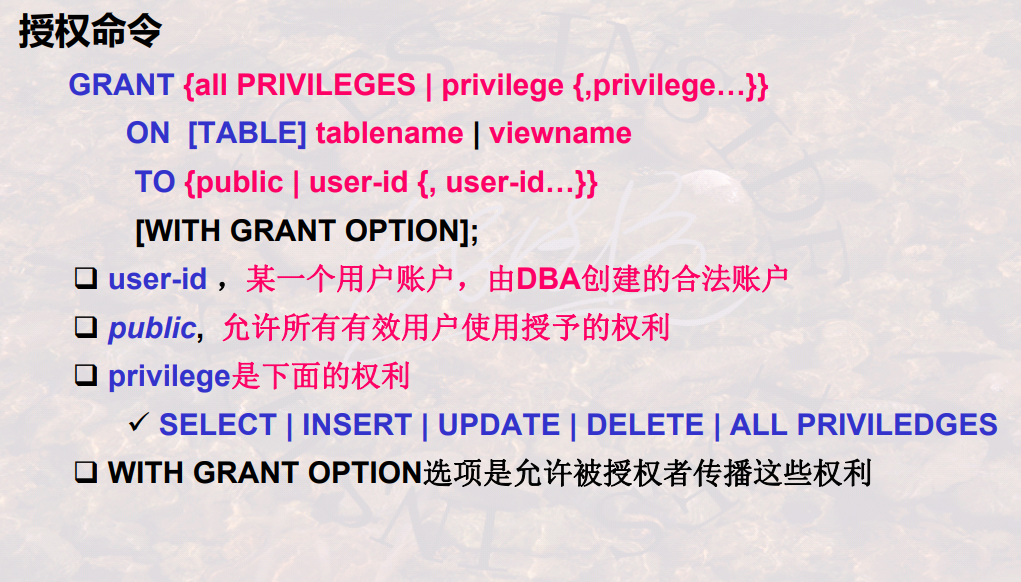 授权命令
GRANT {all PRIVILEGES | privilege {,privilege…}}
ON [TABLE] tablename | viewname
TO {public | user-id {, user-id…}}
[WITH GRANT OPTION];
❑ user-id ，某一个用户账户，由DBA创建的合法账户
❑ public, 允许所有有效用户使用授予的权利
❑ privilege是下面的权利
✓ SELECT | INSERT | UPDATE | DELETE | ALL PRIVILEDGES
❑ WITH GRANT OPTION选项是允许被授权者传播这些权利